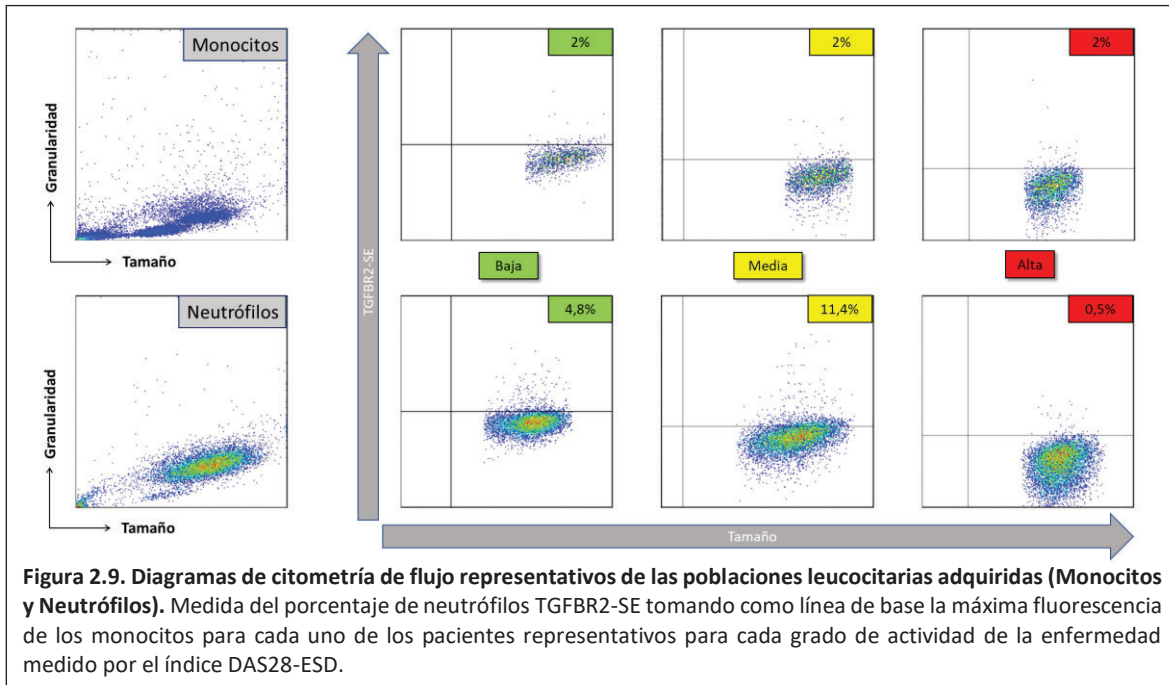 Monocitos
Granularidad
Tamaño
TGFBR2-SE
2%
2%
2%
Baja
Media
Alta
Neutrófilos
Granularidad
Tamaño
4,8%
11,4%
0,5%
Tamaño
Figura 2.9. Diagramas de citometría de flujo representativos de las poblaciones leucocitarias adquiridas (Monocitos
y Neutrófilos). Medida del porcentaje de neutrófilos TGFBR2-SE tomando como línea de base la máxima fluorescencia
de los monocitos para cada uno de los pacientes representativos para cada grado de actividad de la enfermedad
medido por el índice DAS28-ESD.